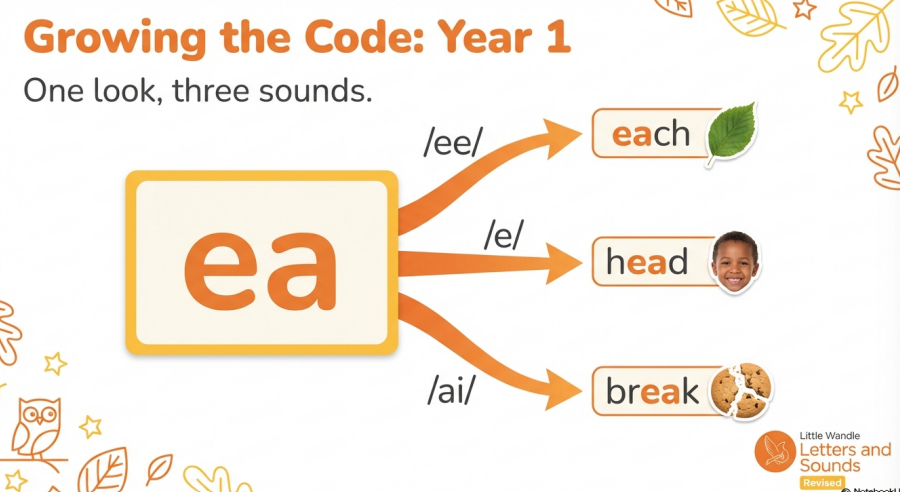 Growing the Code: Year 1
One look, three sounds.
/ee/
each
/e/
ea
head
/ai/
break
Little Wandle
Letters and
Sounds
Revised